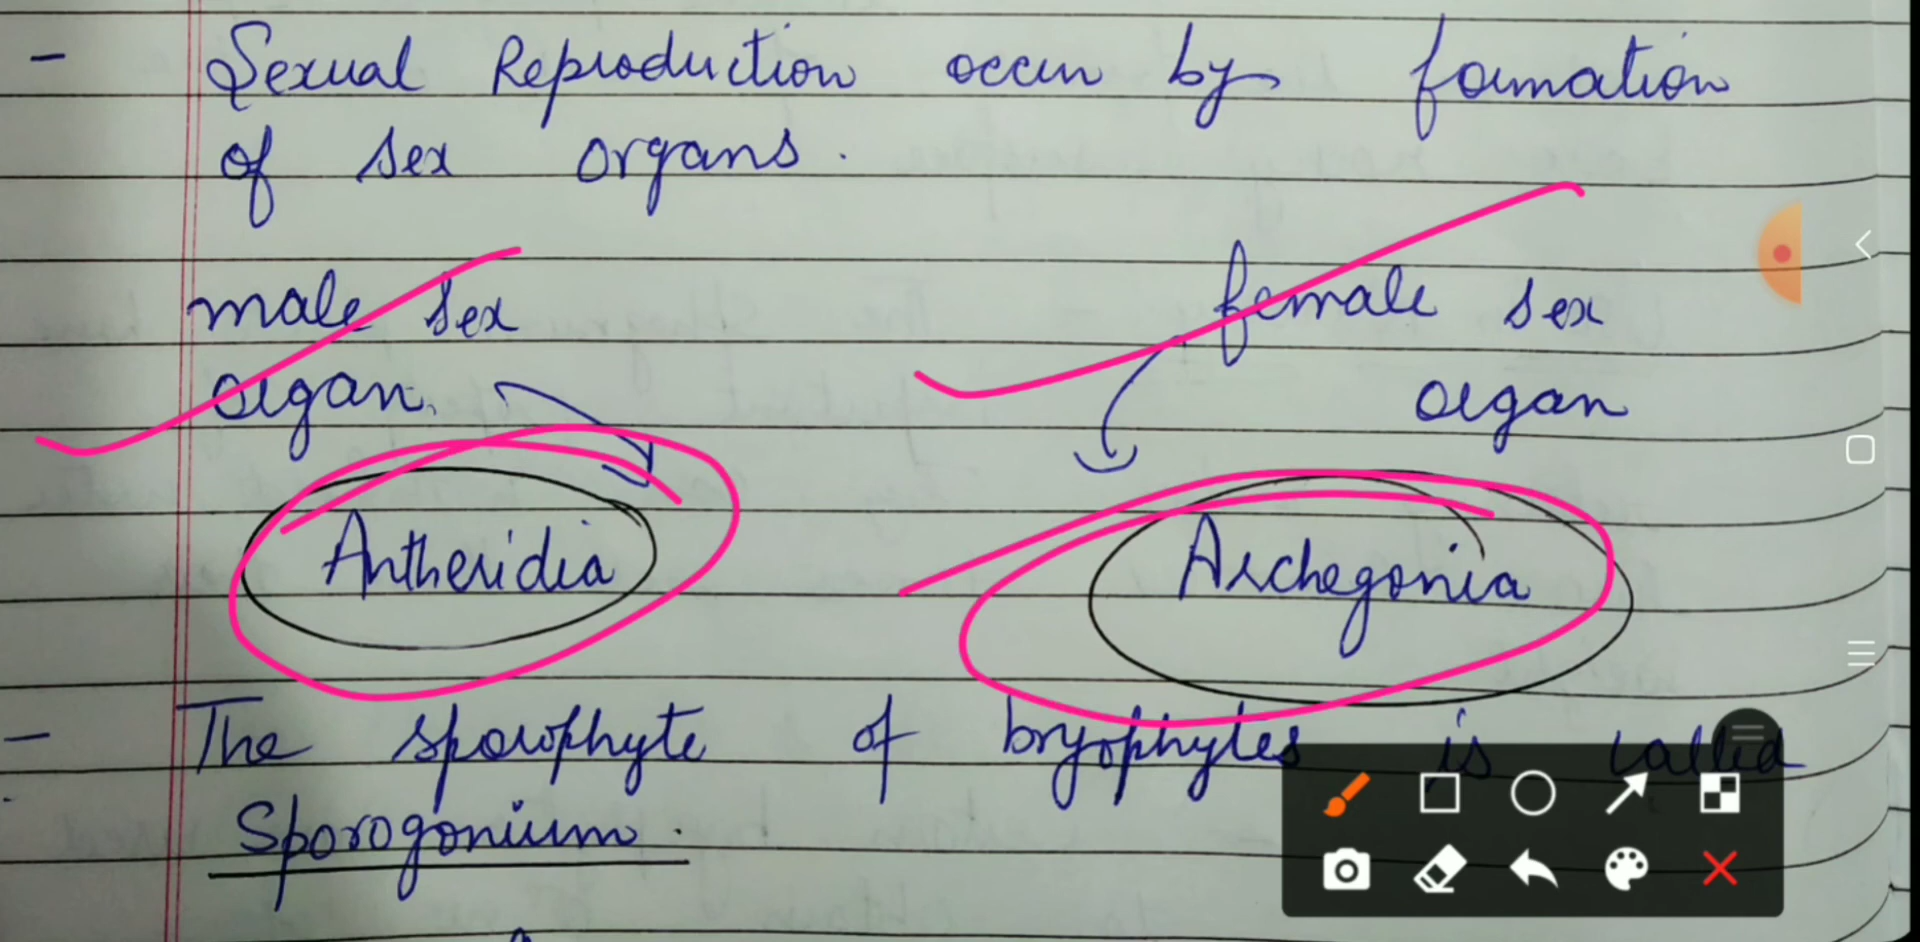 - Sexual Reproduction occur by formation
of sex organs.
male sex female sex
organ. organ
Antheridia Archegonia
- The sporophyte of bryophytes is called
Sporogonium.